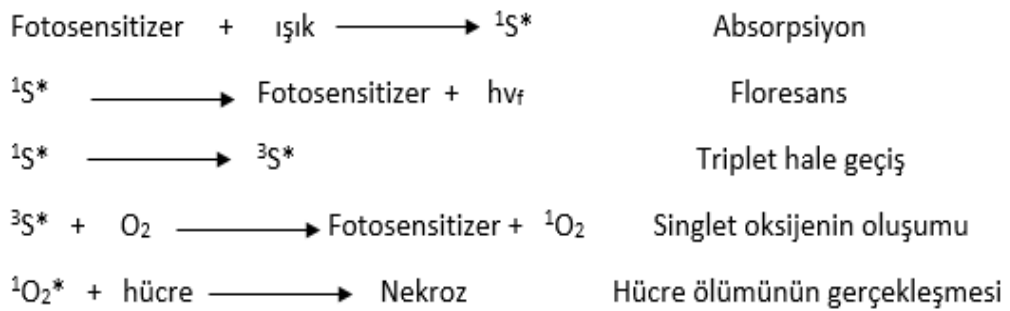 Fotosensitizer + ışık ⟶ ¹S* Absorpsiyon
¹S* ⟶ Fotosensitizer + hv_f Floresans
¹S* ⟶ ³S* Triplet hale geçiş
³S* + O₂ ⟶ Fotosensitizer + ¹O₂ Singlet oksijenin oluşumu
¹O₂* + hücre ⟶ Nekroz Hücre ölümünün gerçekleşmesi